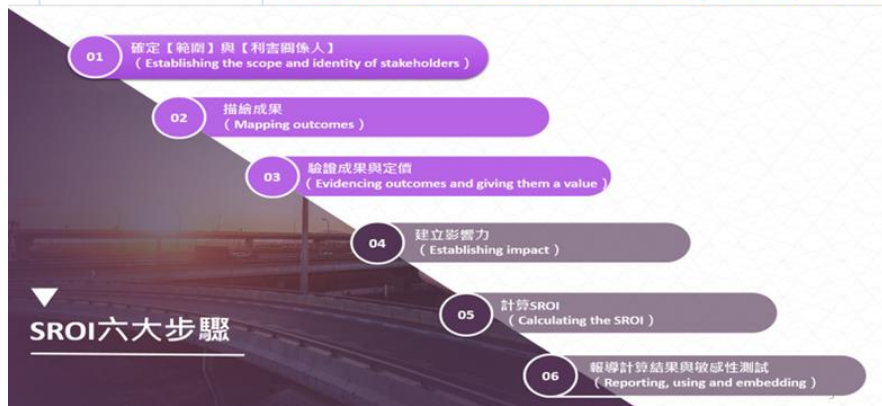 01
確定【範圍】與【利害關係人】
( Establishing the scope and identity of stakeholders )
02
描繪成果
( Mapping outcomes )
03
驗證成果與定價
( Evidencing outcomes and giving them a value )
04
建立影響力
( Establishing impact )
05
計算SROI
( Calculating the SROI )
06
報導計算結果與敏感性測試
( Reporting, using and embedding )
SROI六大步驟